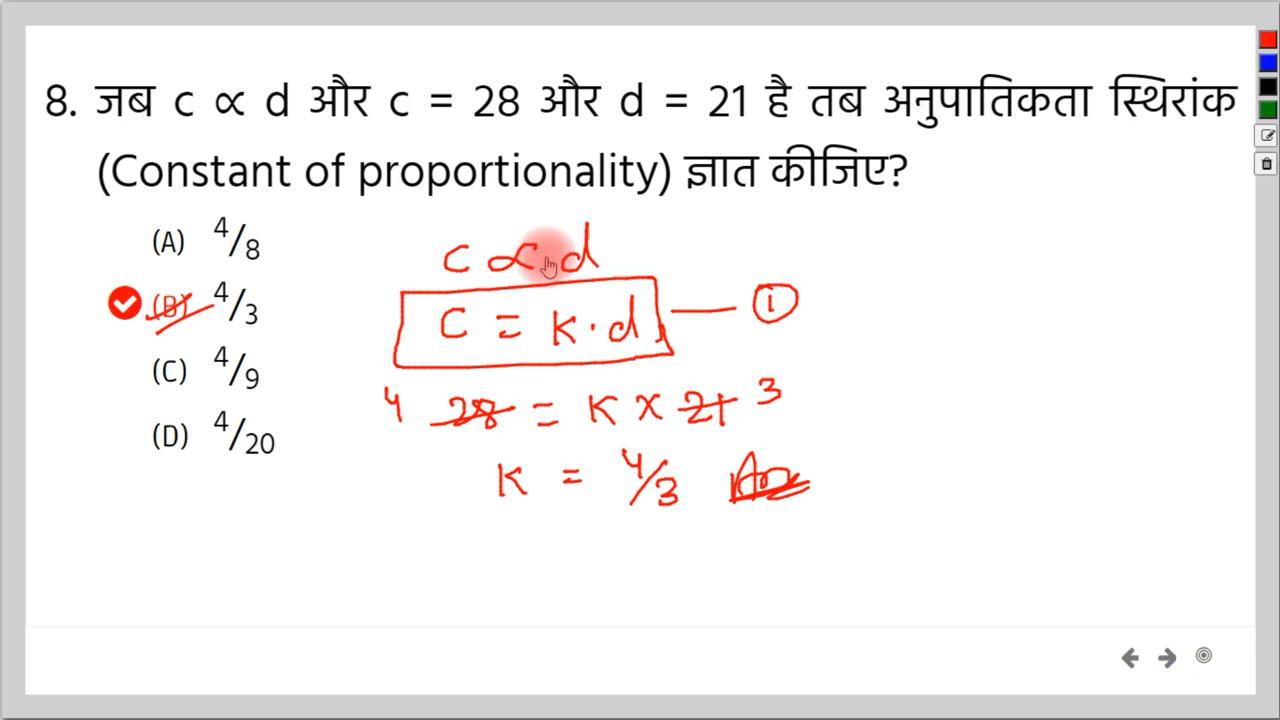 8. जब c ∝ d और c = 28 और d = 21 है तब अनुपातिकता स्थिरांक
(Constant of proportionality) ज्ञात कीजिए?
(A) 4/8
(B) 4/3
(C) 4/9
(D) 4/20
C ∝ d
C = K · d ①
4 28 = K × 21 3
K = 4/3 Ans